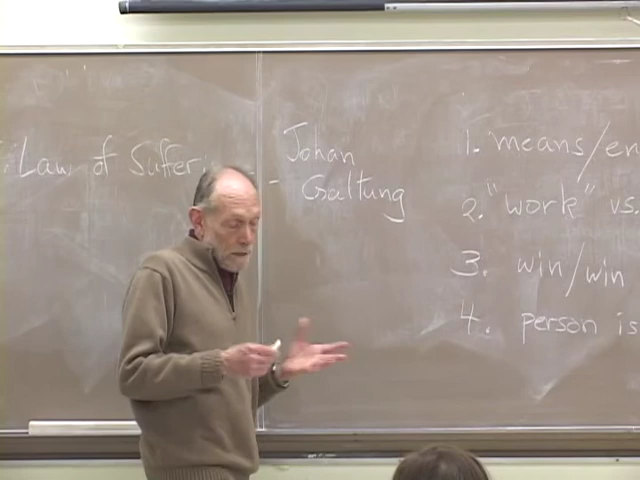 : Law of Suffer
Johan
- Galtung
1. means/en
2. "work" vs.
3. win/win
4. person is